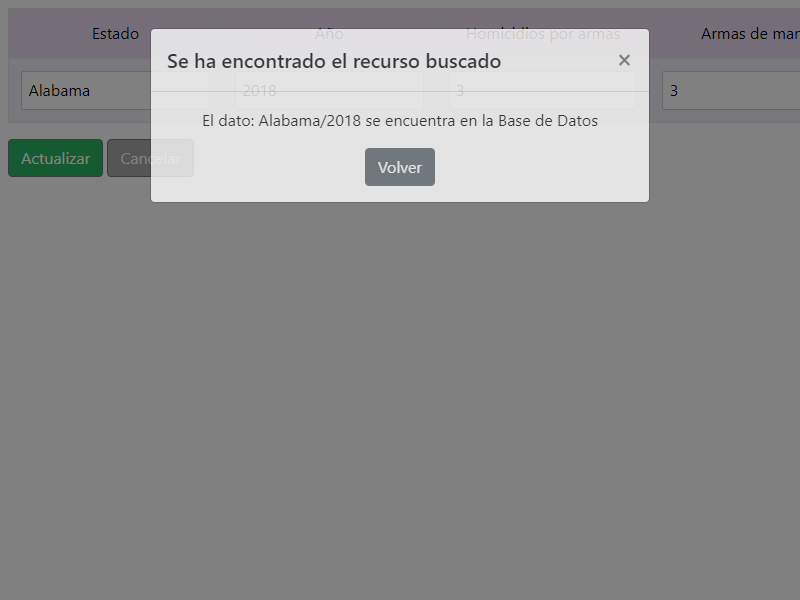 Estado Año Homicidios por armas Armas de mar
Se ha encontrado el recurso buscado ×
Alabama 2018 3 3
El dato: Alabama/2018 se encuentra en la Base de Datos
Actualizar Cancelar Volver